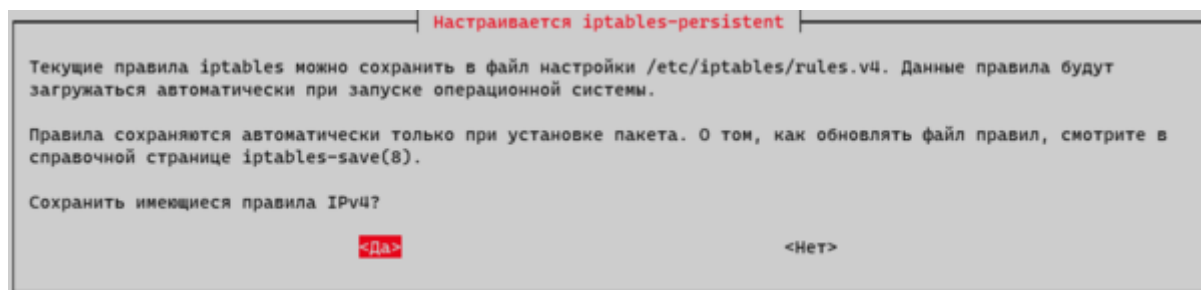 Настраивается iptables-persistent
Текущие правила iptables можно сохранить в файл настройки /etc/iptables/rules.v4. Данные правила будут
загружаться автоматически при запуске операционной системы.
Правила сохраняются автоматически только при установке пакета. О том, как обновлять файл правил, смотрите в
справочной странице iptables-save(8).
Сохранить имеющиеся правила IPv4?
<Да> <Нет>